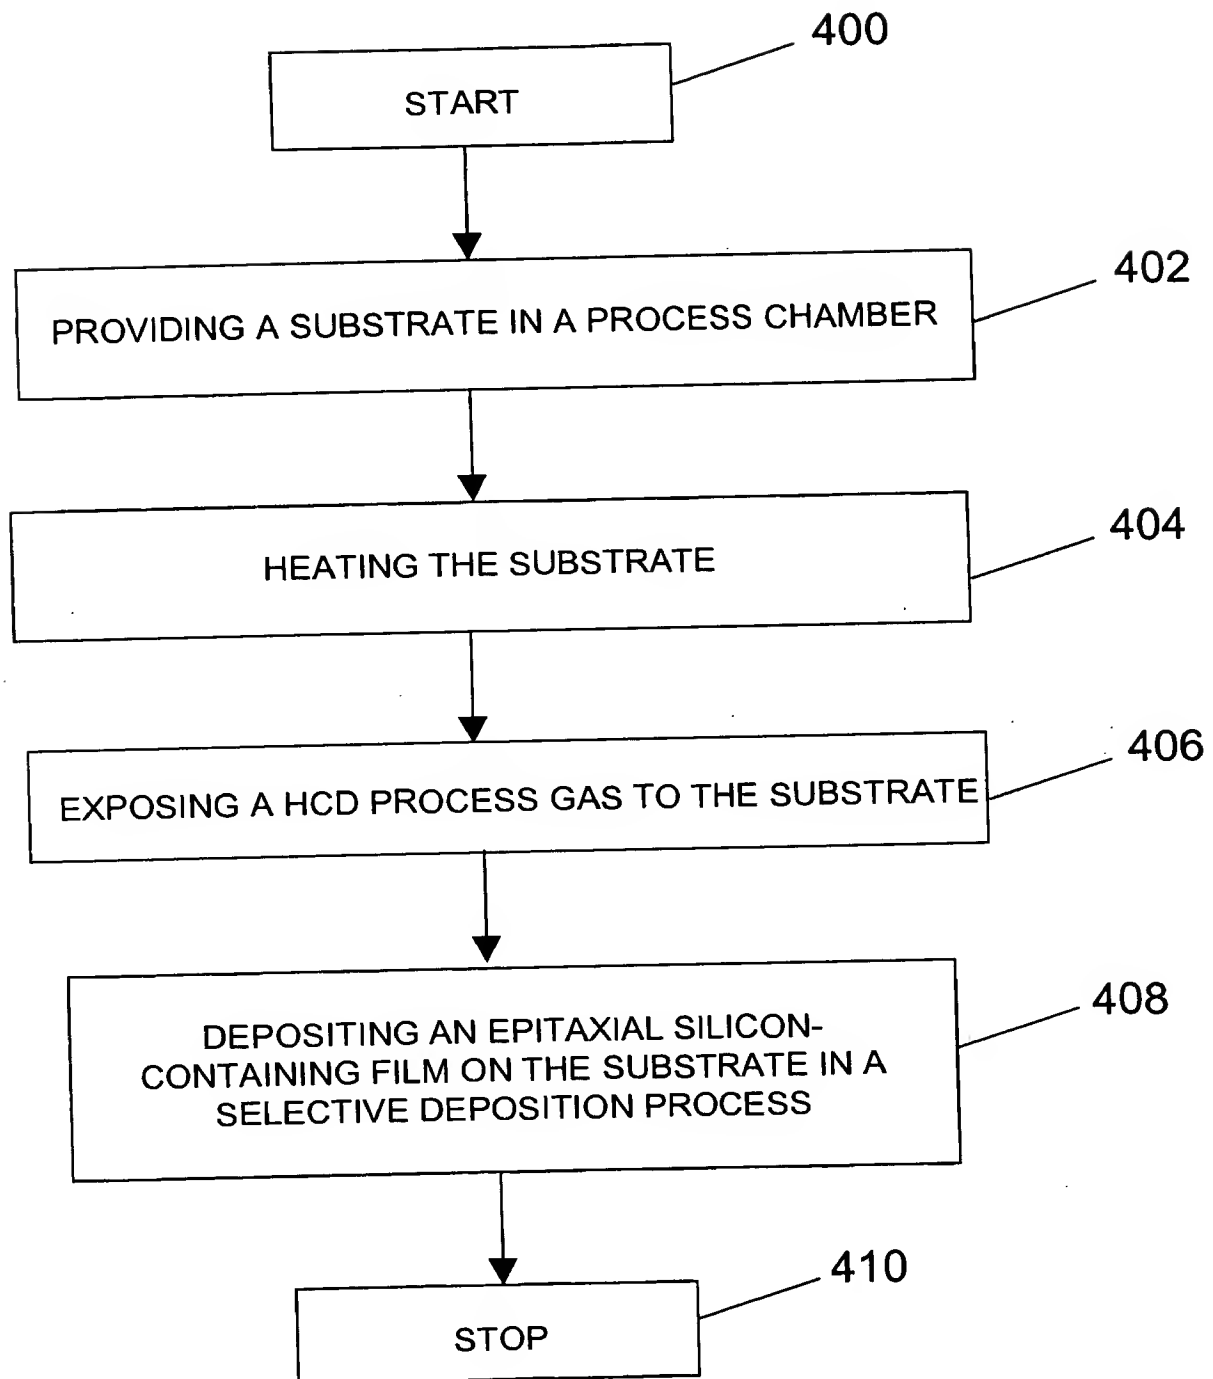 400
START
402
PROVIDING A SUBSTRATE IN A PROCESS CHAMBER
404
HEATING THE SUBSTRATE
406
EXPOSING A HCD PROCESS GAS TO THE SUBSTRATE
408
DEPOSITING AN EPITAXIAL SILICON-
CONTAINING FILM ON THE SUBSTRATE IN A
SELECTIVE DEPOSITION PROCESS
410
STOP